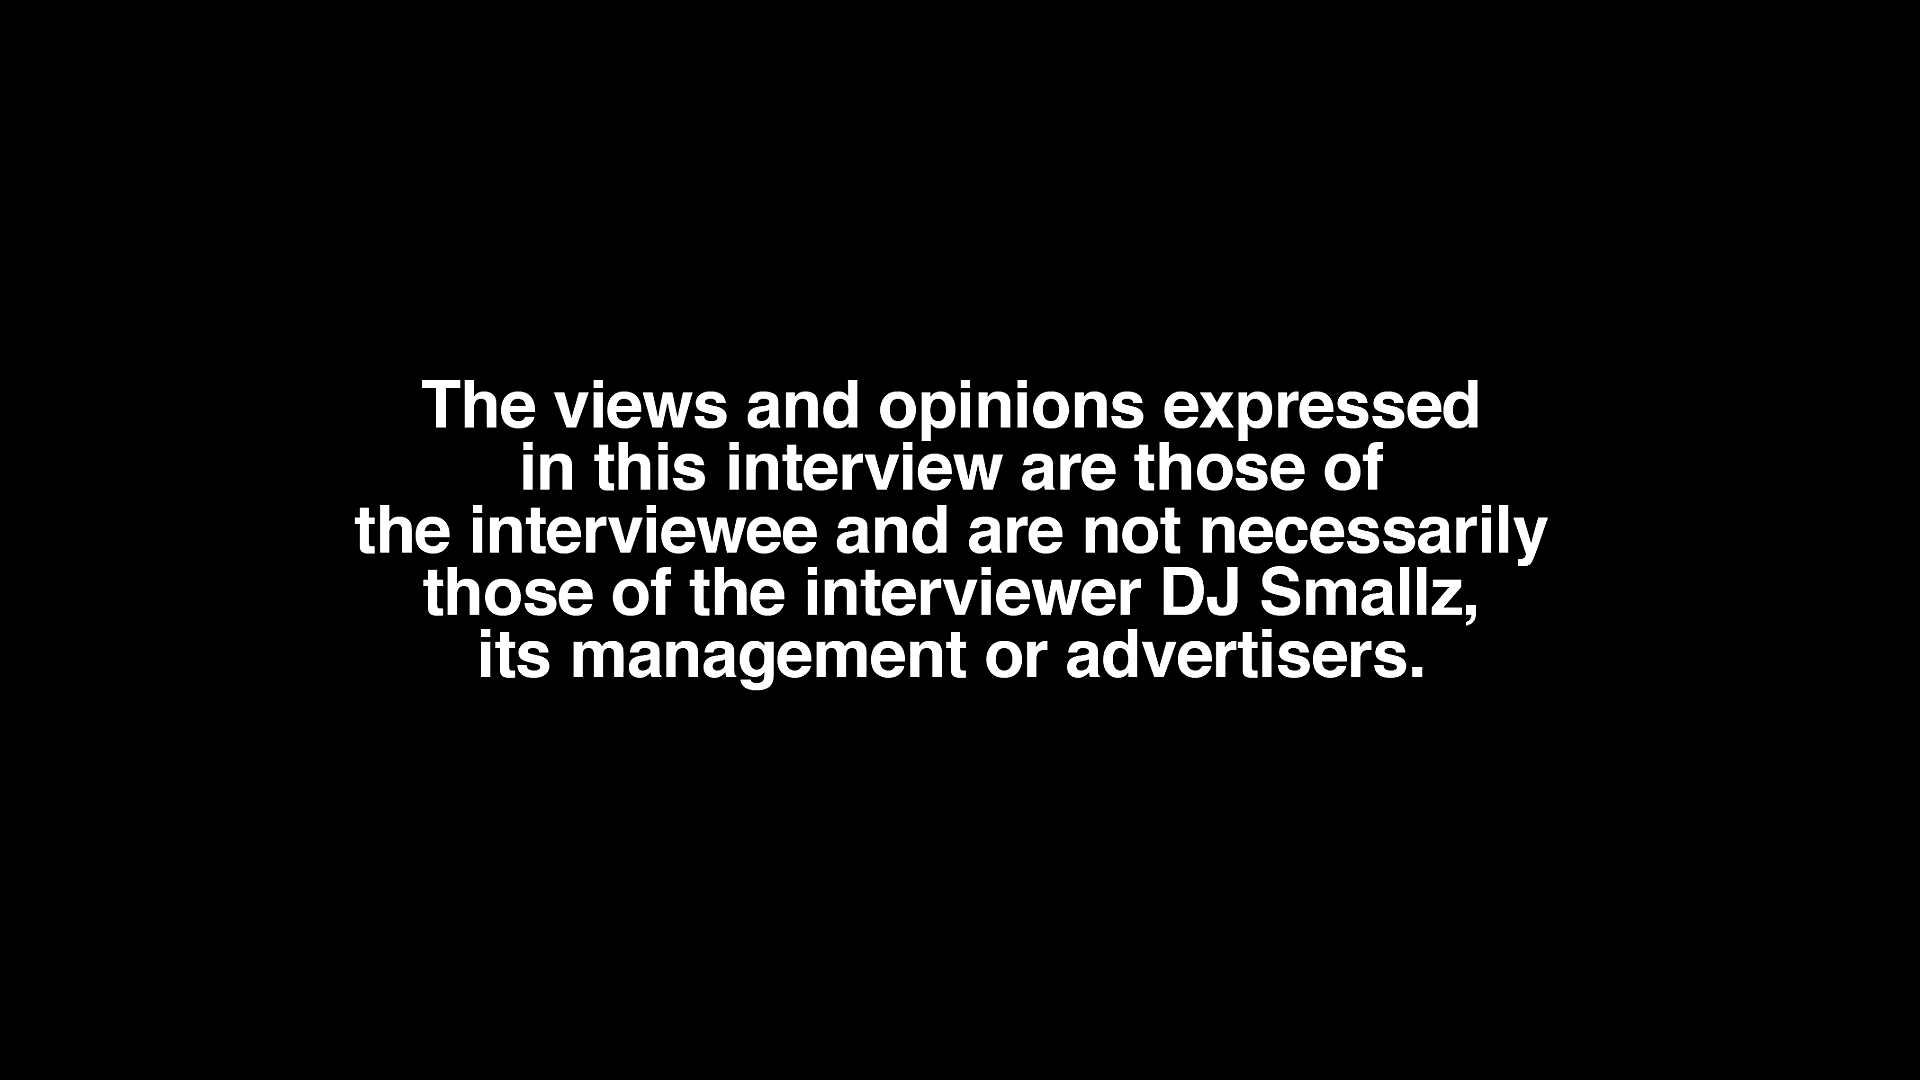 The views and opinions expressed
in this interview are those of
the interviewee and are not necessarily
those of the interviewer DJ Smallz,
its management or advertisers.